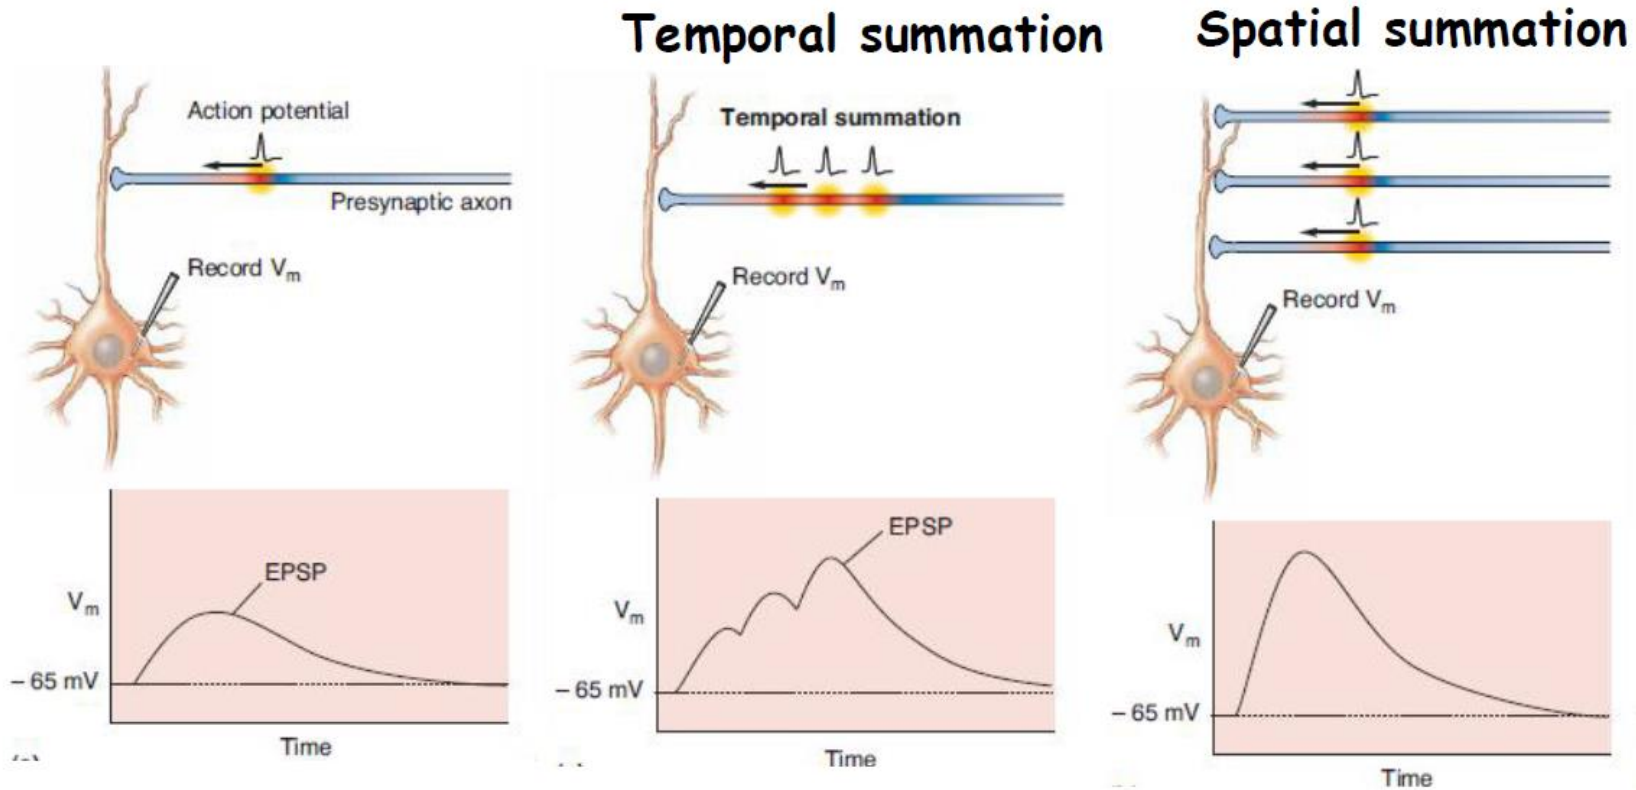 Temporal summation
Spatial summation
Action potential
Presynaptic axon
Record Vm
EPSP
Vm
– 65 mV
Time
Temporal summation
Record Vm
EPSP
Vm
– 65 mV
Time
Record Vm
Vm
– 65 mV
Time